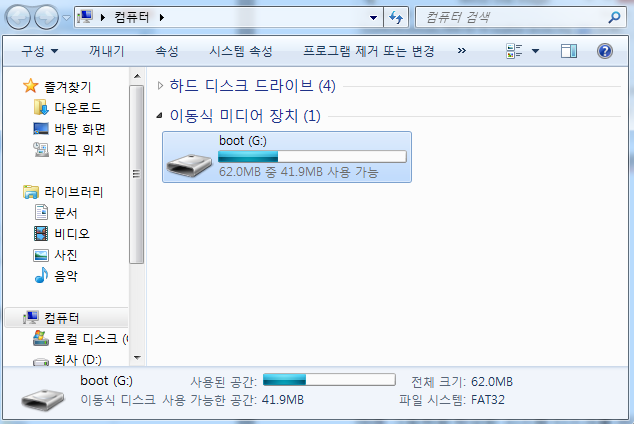 컴퓨터
컴퓨터 검색
구성 꺼내기 속성 시스템 속성 프로그램 제거 또는 변경 »
즐겨찾기
다운로드
바탕 화면
최근 위치
라이브러리
문서
비디오
사진
음악
컴퓨터
로컬 디스크 (
회사 (D:)
하드 디스크 드라이브 (4)
이동식 미디어 장치 (1)
boot (G:)
62.0MB 중 41.9MB 사용 가능
boot (G:) 사용된 공간: 전체 크기: 62.0MB
이동식 디스크 사용 가능한 공간: 41.9MB 파일 시스템: FAT32